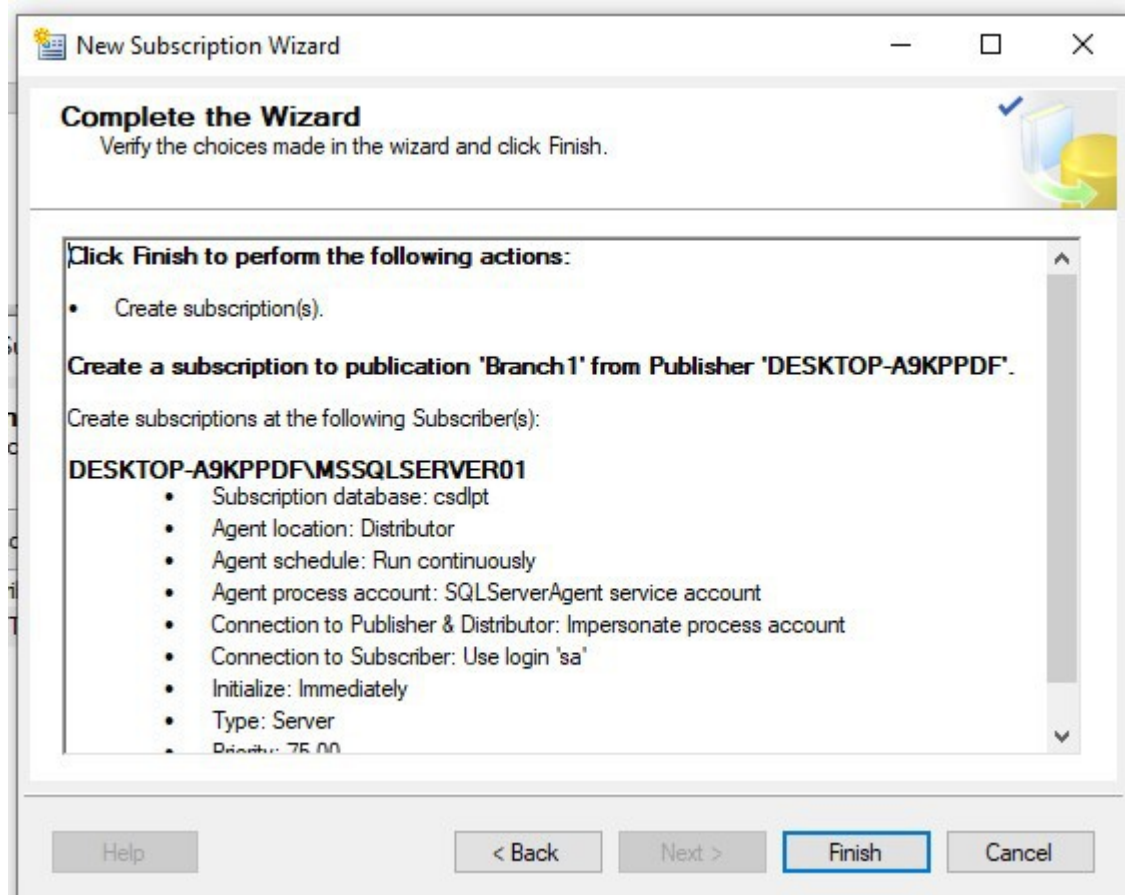 New Subscription Wizard
Complete the Wizard
Verify the choices made in the wizard and click Finish.
Click Finish to perform the following actions:
• Create subscription(s).
Create a subscription to publication 'Branch1' from Publisher 'DESKTOP-A9KPPDF'.
Create subscriptions at the following Subscriber(s):
DESKTOP-A9KPPDF\MSSQLSERVER01
• Subscription database: csdlpt
• Agent location: Distributor
• Agent schedule: Run continuously
• Agent process account: SQLServerAgent service account
• Connection to Publisher & Distributor: Impersonate process account
• Connection to Subscriber: Use login 'sa'
• Initialize: Immediately
• Type: Server
• Priority: 75.00
Help
< Back
Next >
Finish
Cancel